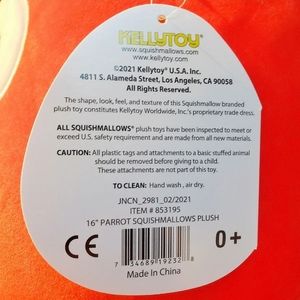 KELLYTOY
www.squishmallows.com
©2021 Kellytoy® U.S.A. Inc.
4811 S. Alameda Street, Los Angeles, CA 90058
All Rights Reserved.
The shape, look, feel, and texture of this Squishmallow branded
plush toy constitutes Kellytoy Worldwide, Inc.'s proprietary trade dress.
ALL SQUISHMALLOWS® plush toys have been inspected to meet or
exceed U.S. safety requirement and are made from all new materials.
CAUTION: All plastic tags and attachments to a basic stuffed animal
should be removed before giving to a child.
These attachments are not part of this toy.
TO CLEAN: Hand wash , air dry.
JNCN_2981_02/2021
ITEM # 853195
16" PARROT SQUISHMALLOWS PLUSH
CE
0+
7 34689 19232 8
Made In China